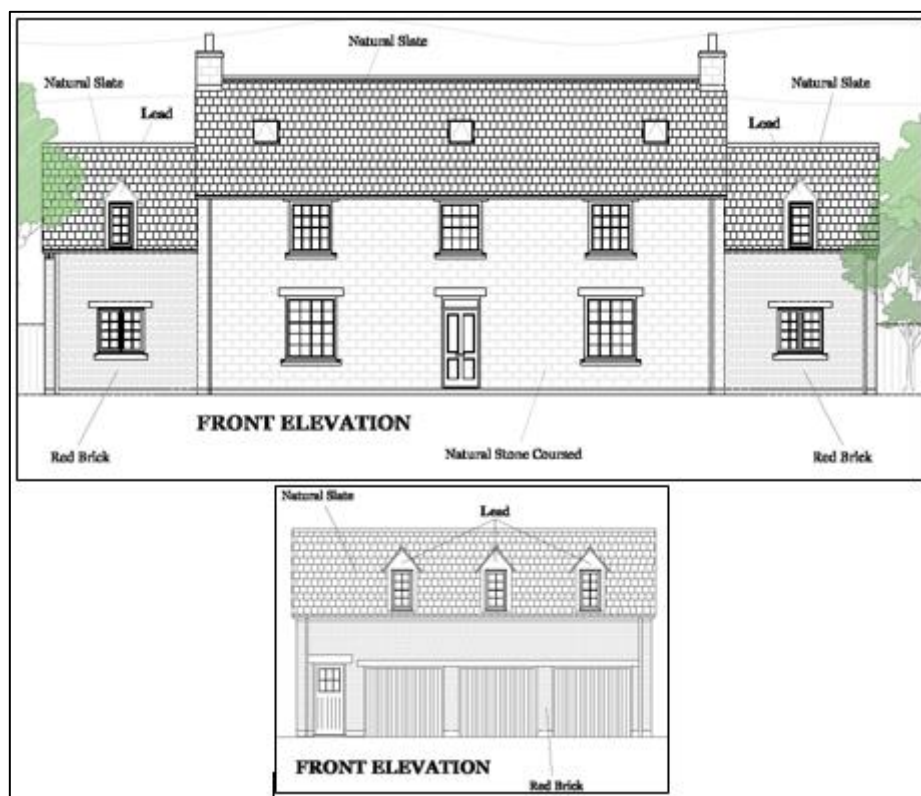 Natural Slate
Natural Slate
Natural Slate
Lead
Lead
FRONT ELEVATION
Natural Stone Coursed
Red Brick
Red Brick
Natural Slate
Lead
FRONT ELEVATION
Red Brick